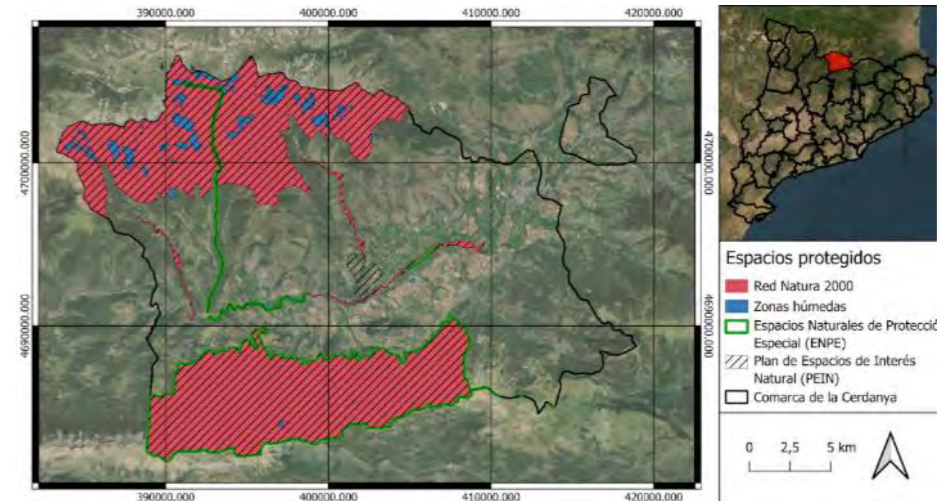 390000.000 400000.000 410000.000 420000.000
4700000.000 4700000.000
4690000.000 4690000.000
390000.000 400000.000 410000.000 420000.000
Espacios protegidos
Red Natura 2000
Zonas húmedas
Espacios Naturales de Protecció
Especial (ENPE)
Plan de Espacios de Interés
Natural (PEIN)
Comarca de la Cerdanya
0 2,5 5 km